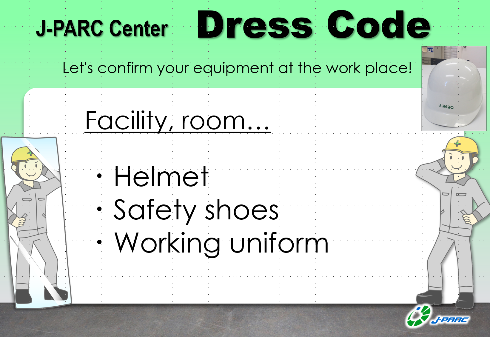 J-PARC Center Dress Code
Let's confirm your equipment at the work place!
Facility, room…
・Helmet
・Safety shoes
・Working uniform
J-PARC